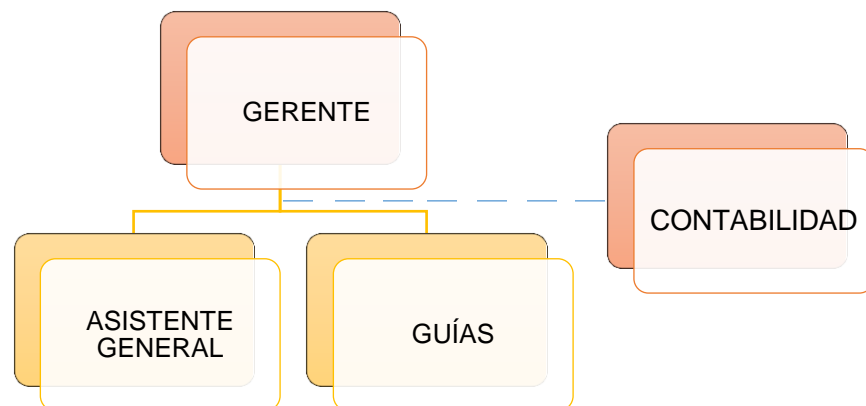 GERENTE
CONTABILIDAD
ASISTENTE
GENERAL
GUÍAS